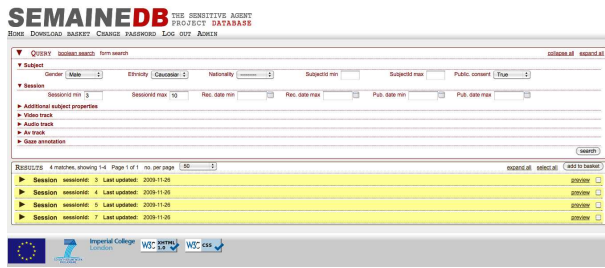 SEMAINEDB THE SENSITIVE AGENT
PROJECT DATABASE
HOME DOWNLOAD BASKET CHANGE PASSWORD LOG OUT ADMIN
▼ QUERY boolean search form search collapse all expand all
▼ Subject
Gender Male Ethnicity Caucasiar Nationality -------- SubjectId min SubjectId max Public. consent True
▼ Session
SessionId min 3 SessionId max 10 Rec. date min Rec. date max Pub. date min Pub. date max
► Additional subject properties
► Video track
► Audio track
► Av track
► Gaze annotation
search
RESULTS 4 matches, showing 1-4 Page 1 of 1 no. per page 50 expand all select all add to basket
► Session sessionId: 3 Last updated: 2009-11-26 preview
► Session sessionId: 4 Last updated: 2009-11-26 preview
► Session sessionId: 5 Last updated: 2009-11-26 preview
► Session sessionId: 7 Last updated: 2009-11-26 preview
Imperial College
London
W3C XHTML 1.0
W3C css